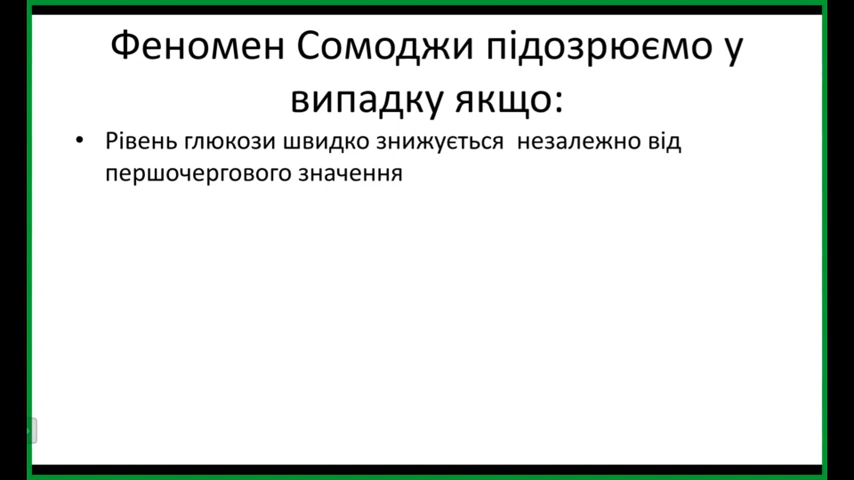 Феномен Сомоджи підозрюємо у
випадку якщо:
• Рівень глюкози швидко знижується незалежно від
першочергового значення